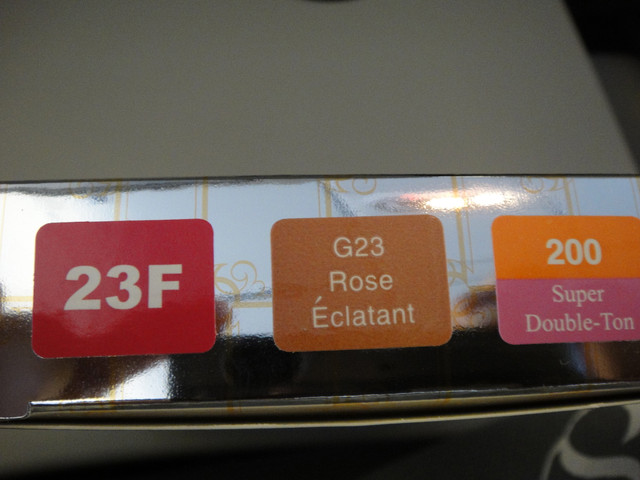 23F
G23
Rose
Éclatant
200
Super
Double-Ton